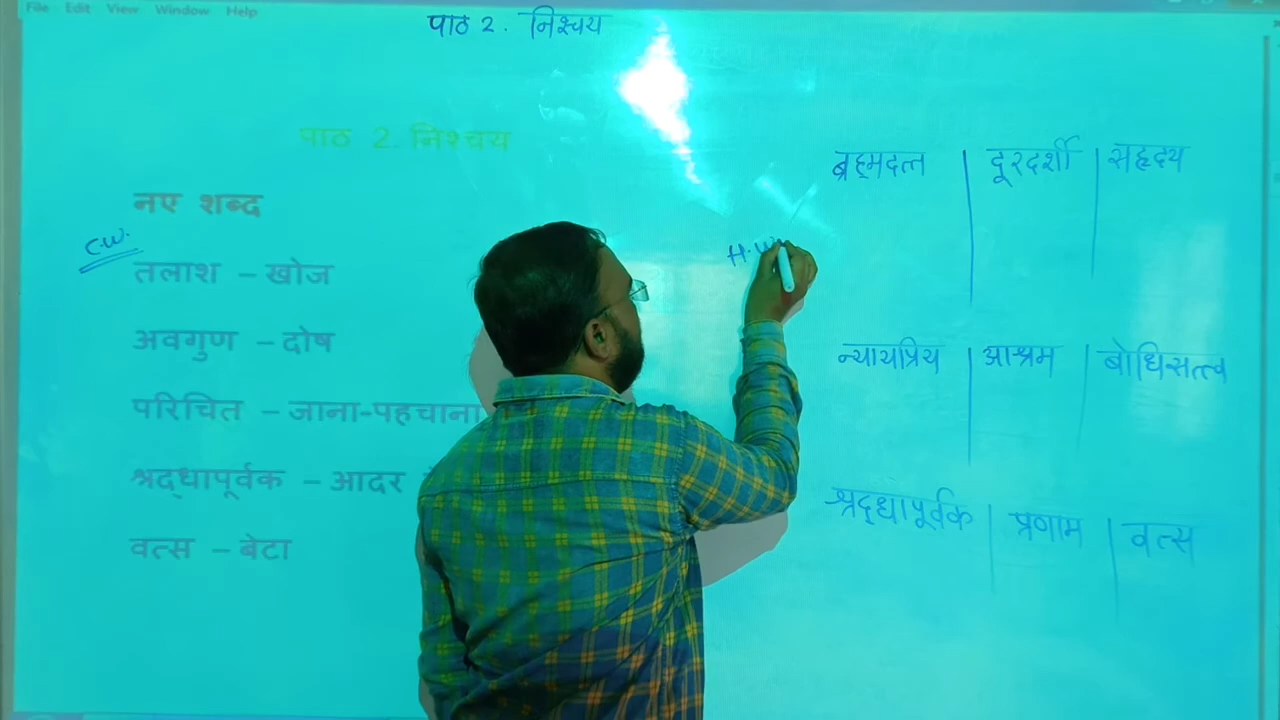 File Edit View Window Help
पाठ 2. निश्चय
पाठ 2. निश्चय
नए शब्द
C.W.
तलाश – खोज
अवगुण – दोष
परिचित – जाना-पहचाना
श्रद्धापूर्वक – आदर
वत्स – बेटा
H.W.
ब्रह्मदत्त | दूरदर्शी | सहृदय
न्यायप्रिय | आश्रम | बोधिसत्त्व
श्रद्धापूर्वक | प्रणाम | वत्स